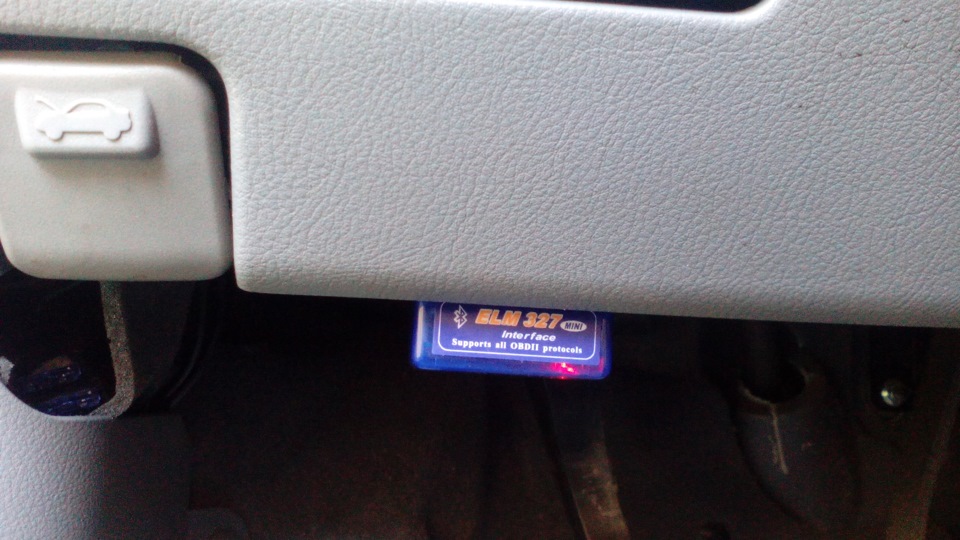 ELM 327 MINI
Interface
Supports all OBDII protocols